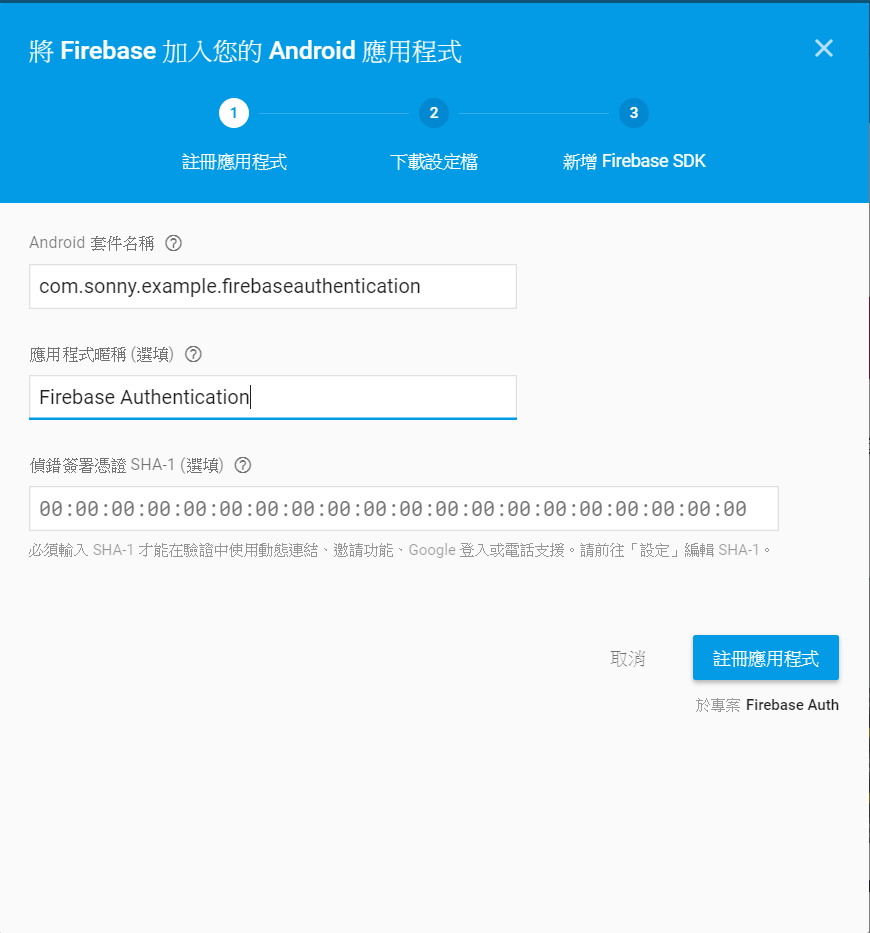 將 Firebase 加入您的 Android 應用程式
1 2 3
註冊應用程式 下載設定檔 新增 Firebase SDK
Android 套件名稱
com.sonny.example.firebaseauthentication
應用程式暱稱 (選填)
Firebase Authentication
偵錯簽署憑證 SHA-1 (選填)
00:00:00:00:00:00:00:00:00:00:00:00:00:00:00:00:00:00:00:00
必須輸入 SHA-1 才能在驗證中使用動態連結、邀請功能、Google 登入或電話支援。請前往「設定」編輯 SHA-1。
取消 註冊應用程式
於專案 Firebase Auth